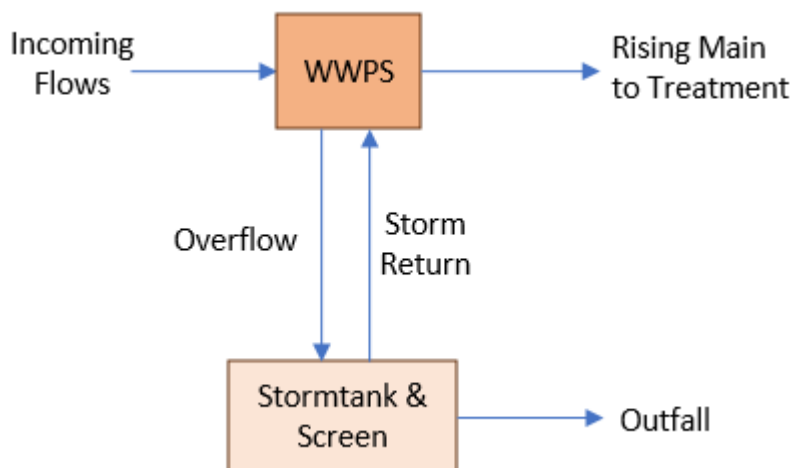 Incoming
Flows
WWPS
Rising Main
to Treatment
Overflow
Storm
Return
Stormtank &
Screen
Outfall